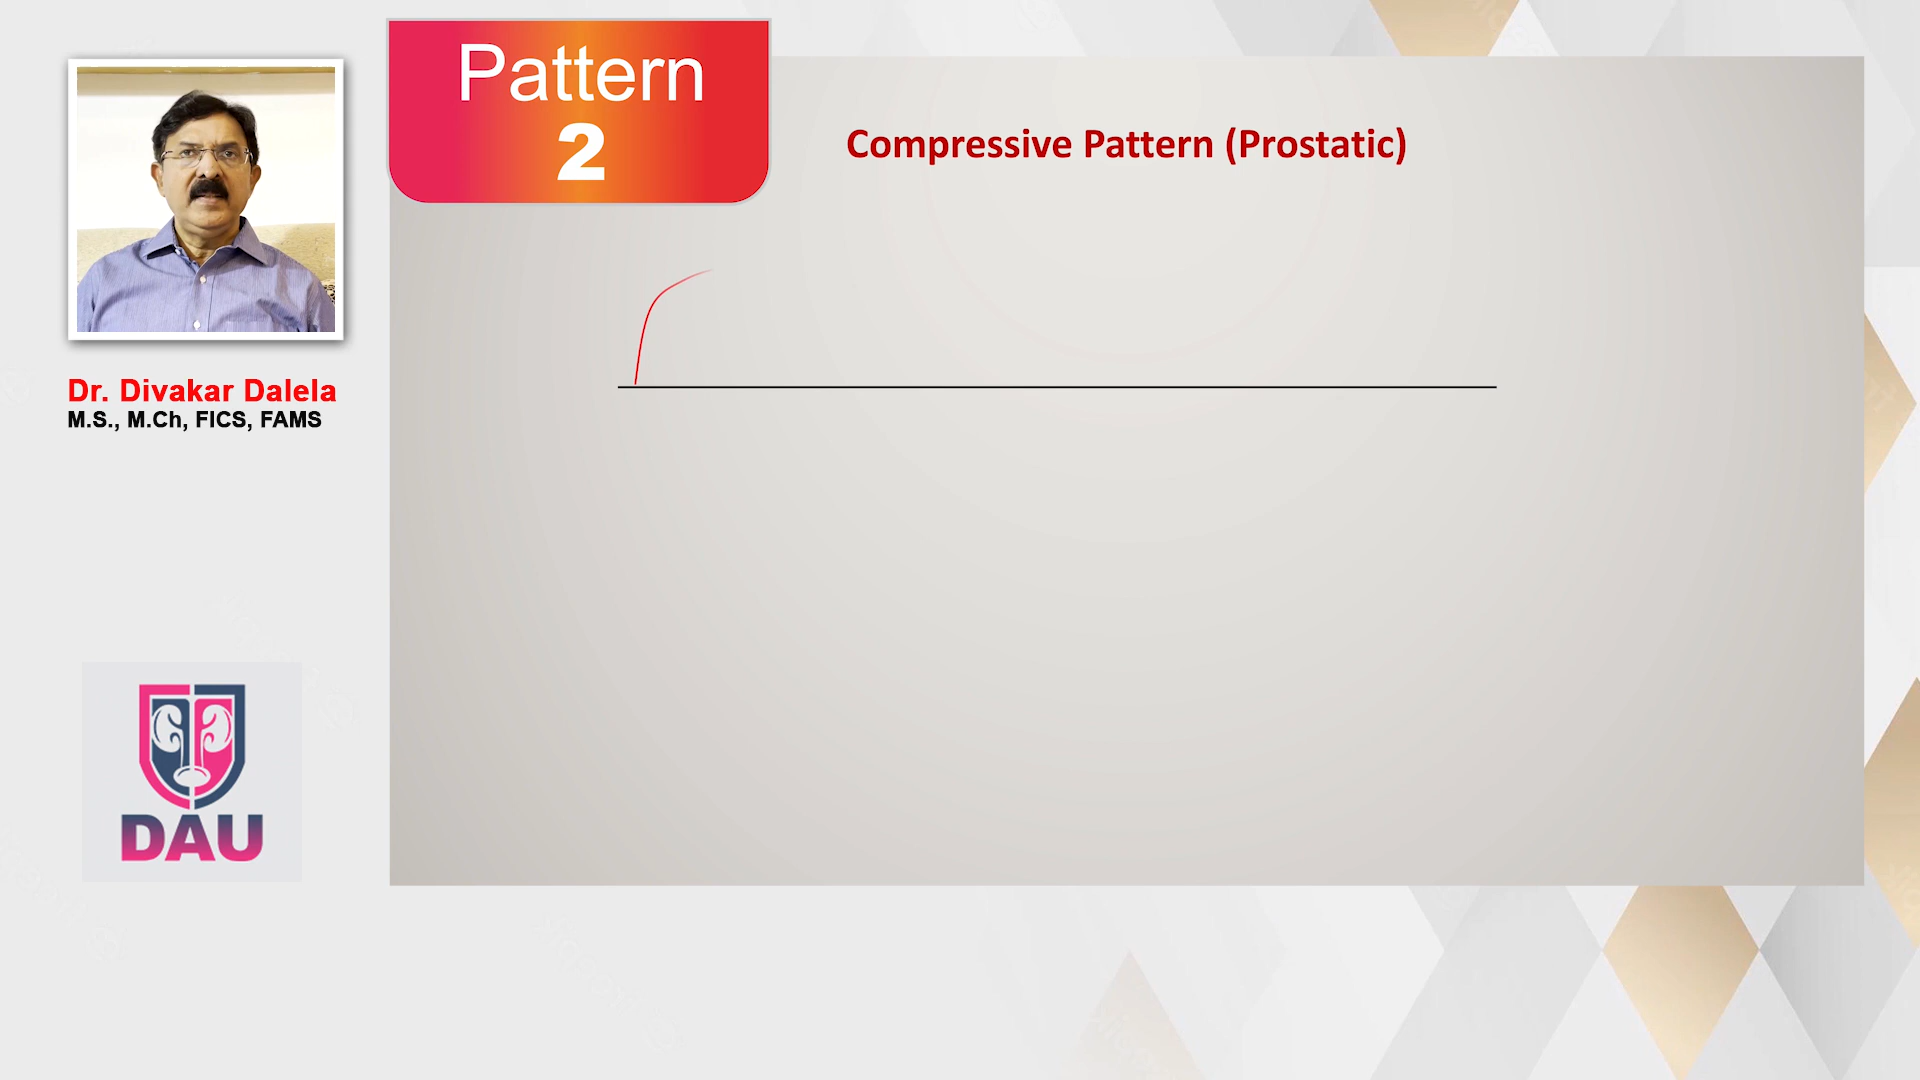 Pattern
2
Compressive Pattern (Prostatic)
Dr. Divakar Dalela
M.S., M.Ch, FICS, FAMS
DAU